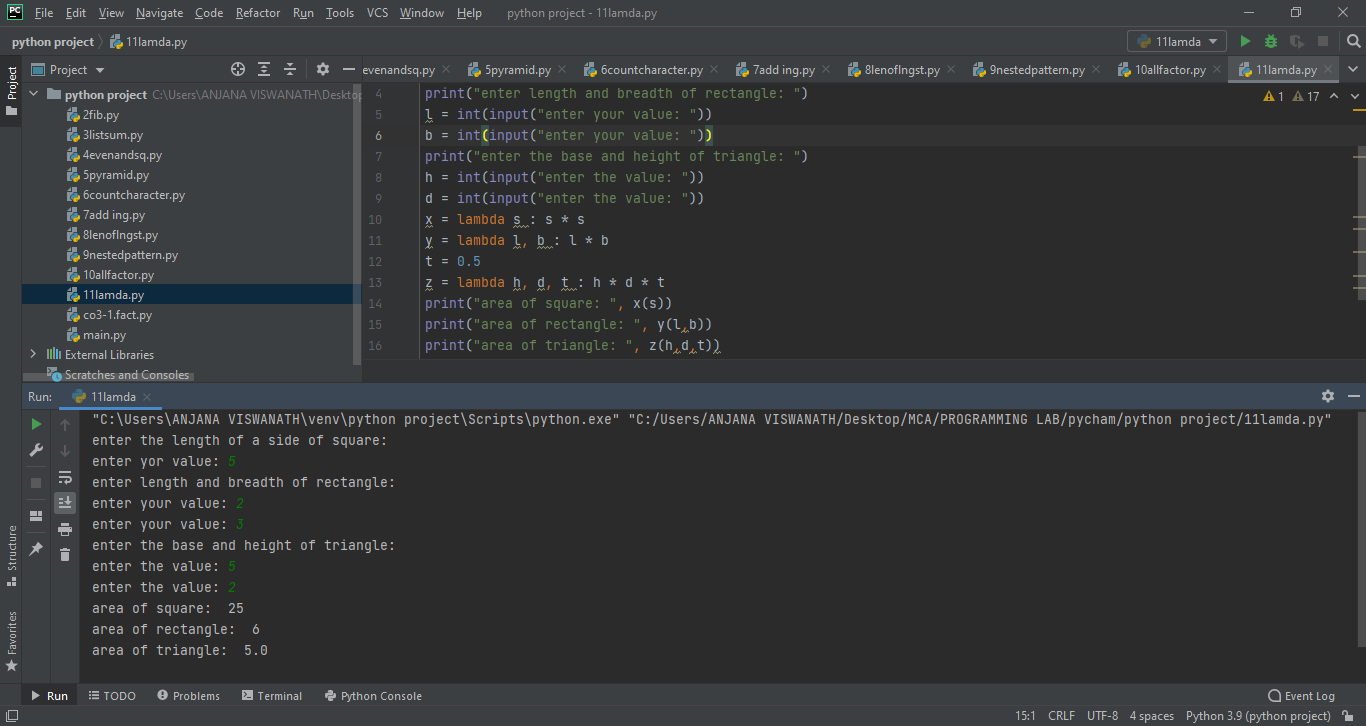 PC File Edit View Navigate Code Refactor Run Tools VCS Window Help python project - 11lamda.py
python project 11lamda.py 11lamda
Project evenandsq.py 5pyramid.py 6countcharacter.py 7add ing.py 8lenoflngst.py 9nestedpattern.py 10allfactor.py 11lamda.py
Project
python project C:\Users\ANJANA VISWANATH\Desktop
2fib.py
3listsum.py
4evenandsq.py
5pyramid.py
6countcharacter.py
7add ing.py
8lenoflngst.py
9nestedpattern.py
10allfactor.py
11lamda.py
co3-1.fact.py
main.py
External Libraries
Scratches and Consoles
1 17
4 print("enter length and breadth of rectangle: ")
5 l = int(input("enter your value: "))
6 b = int(input("enter your value: "))
7 print("enter the base and height of triangle: ")
8 h = int(input("enter the value: "))
9 d = int(input("enter the value: "))
10 x = lambda s : s * s
11 y = lambda l, b : l * b
12 t = 0.5
13 z = lambda h, d, t : h * d * t
14 print("area of square: ", x(s))
15 print("area of rectangle: ", y(l,b))
16 print("area of triangle: ", z(h,d,t))
Run: 11lamda
"C:\Users\ANJANA VISWANATH\venv\python project\Scripts\python.exe" "C:/Users/ANJANA VISWANATH/Desktop/MCA/PROGRAMMING LAB/pycham/python project/11lamda.py"
enter the length of a side of square:
enter yor value: 5
enter length and breadth of rectangle:
enter your value: 2
enter your value: 3
enter the base and height of triangle:
enter the value: 5
enter the value: 2
area of square:  25
area of rectangle:  6
area of triangle:  5.0
Structure
Favorites
Run TODO Problems Terminal Python Console Event Log
15:1 CRLF UTF-8 4 spaces Python 3.9 (python project)